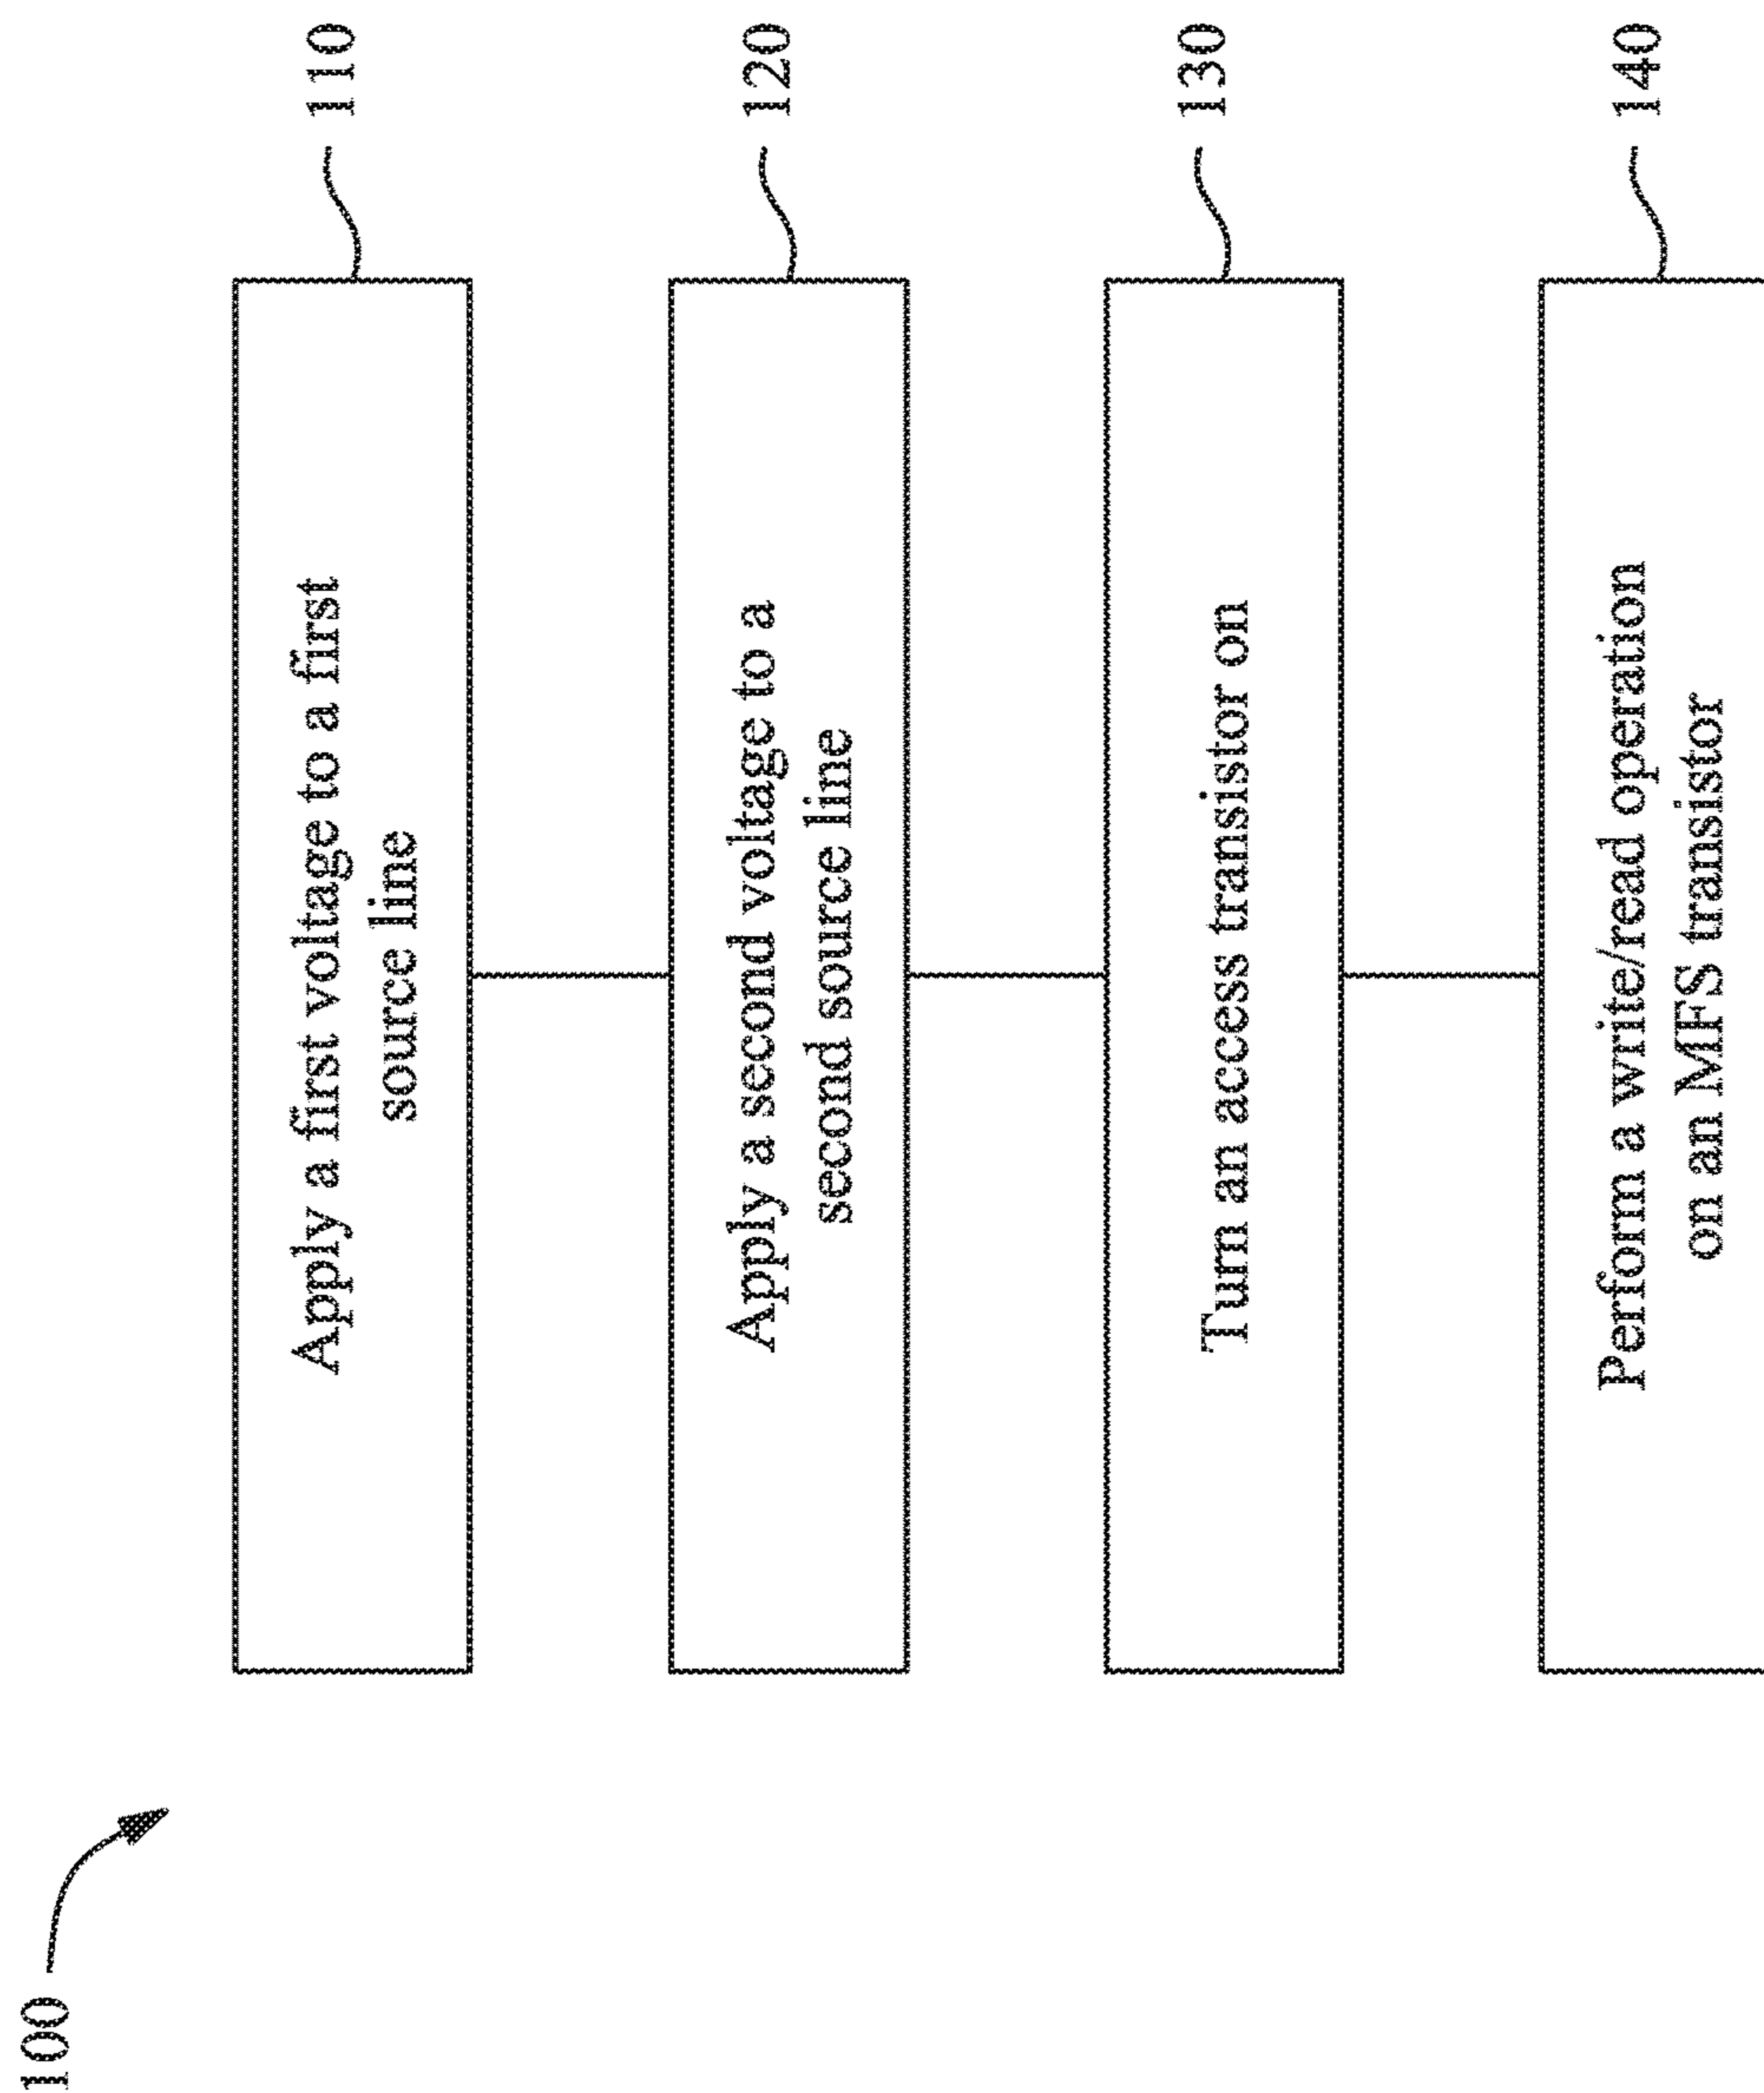 100
110
Apply a first voltage to a first
source line
120
Apply a second voltage to a
second source line
130
Turn an access transistor on
140
Perform a write/read operation
on an MFS transistor